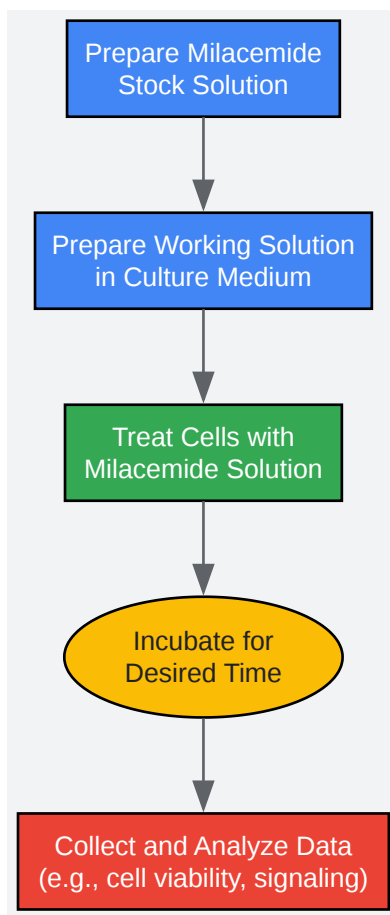 Prepare Milacemide
Stock Solution
Prepare Working Solution
in Culture Medium
Treat Cells with
Milacemide Solution
Incubate for
Desired Time
Collect and Analyze Data
(e.g., cell viability, signaling)